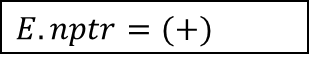 E.nptr = (+)